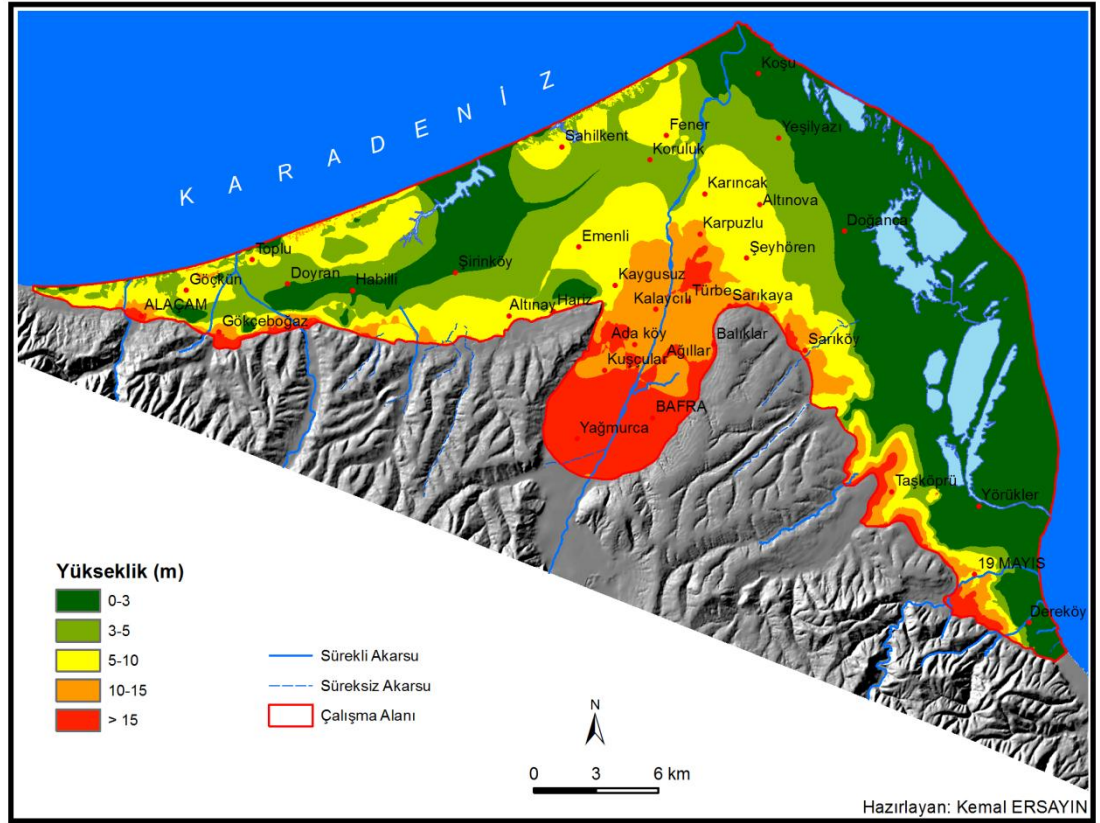 K A R A D E N İ Z
Koşu
Fener
Yeşilyazı
Sahilkent
Koruluk
Karıncak
Altınova
Karpuzlu
Doğanca
Emenli
Şeyhören
Toplu
Şirinköy
Kaygusuz
Göçkün
Doyran
Habilli
Türbe
Sarıkaya
ALAÇAM
Altınay
Hariz
Kalaycılı
Gökçeboğaz
Ada köy
Balıklar
Sarıköy
Kuşcular
Ağıllar
BAFRA
Yağmurca
Taşköprü
Yörükler
19 MAYIS
Dereköy
Yükseklik (m)
0-3
3-5
5-10
10-15
> 15
Sürekli Akarsu
Süreksiz Akarsu
Çalışma Alanı
N
0 3 6 km
Hazırlayan: Kemal ERSAYIN